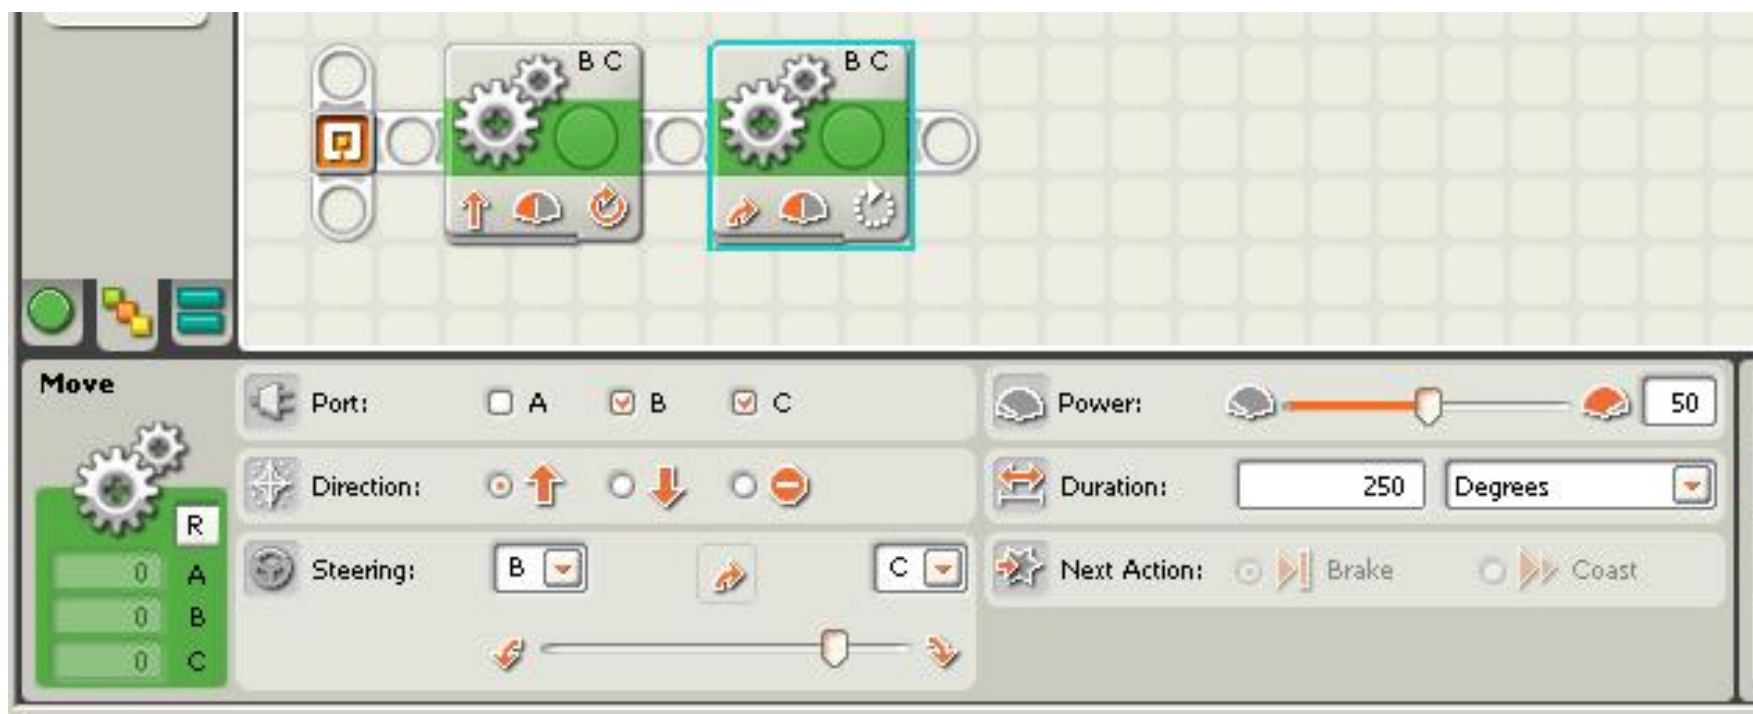 B C
B C
Move
Port: A B C
Power: 50
Direction:
Duration: 250 Degrees
R
Steering: B C
Next Action: Brake Coast
0 A
0 B
0 C